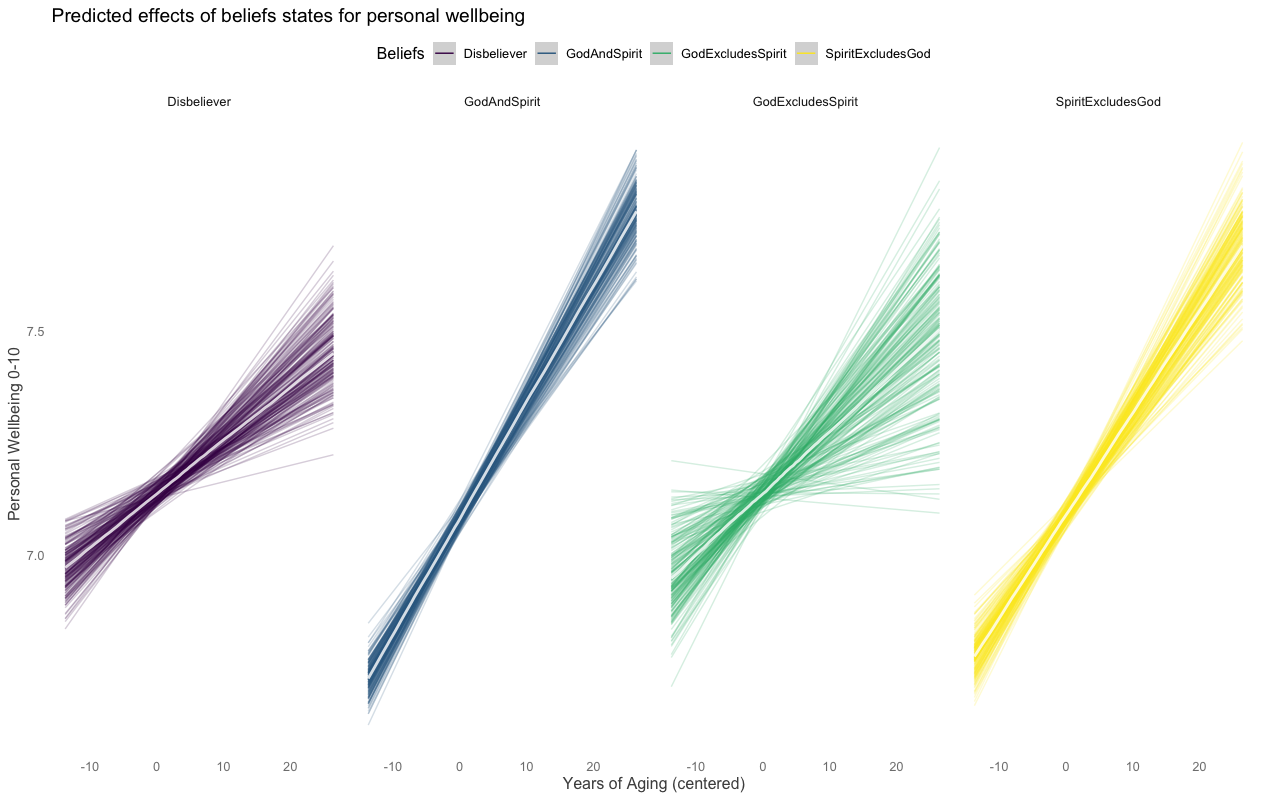 Predicted effects of beliefs states for personal wellbeing
Beliefs Disbeliever GodAndSpirit GodExcludesSpirit SpiritExcludesGod
Disbeliever GodAndSpirit GodExcludesSpirit SpiritExcludesGod
Personal Wellbeing 0-10
7.5
7.0
-10 0 10 20 -10 0 10 20 -10 0 10 20 -10 0 10 20
Years of Aging (centered)